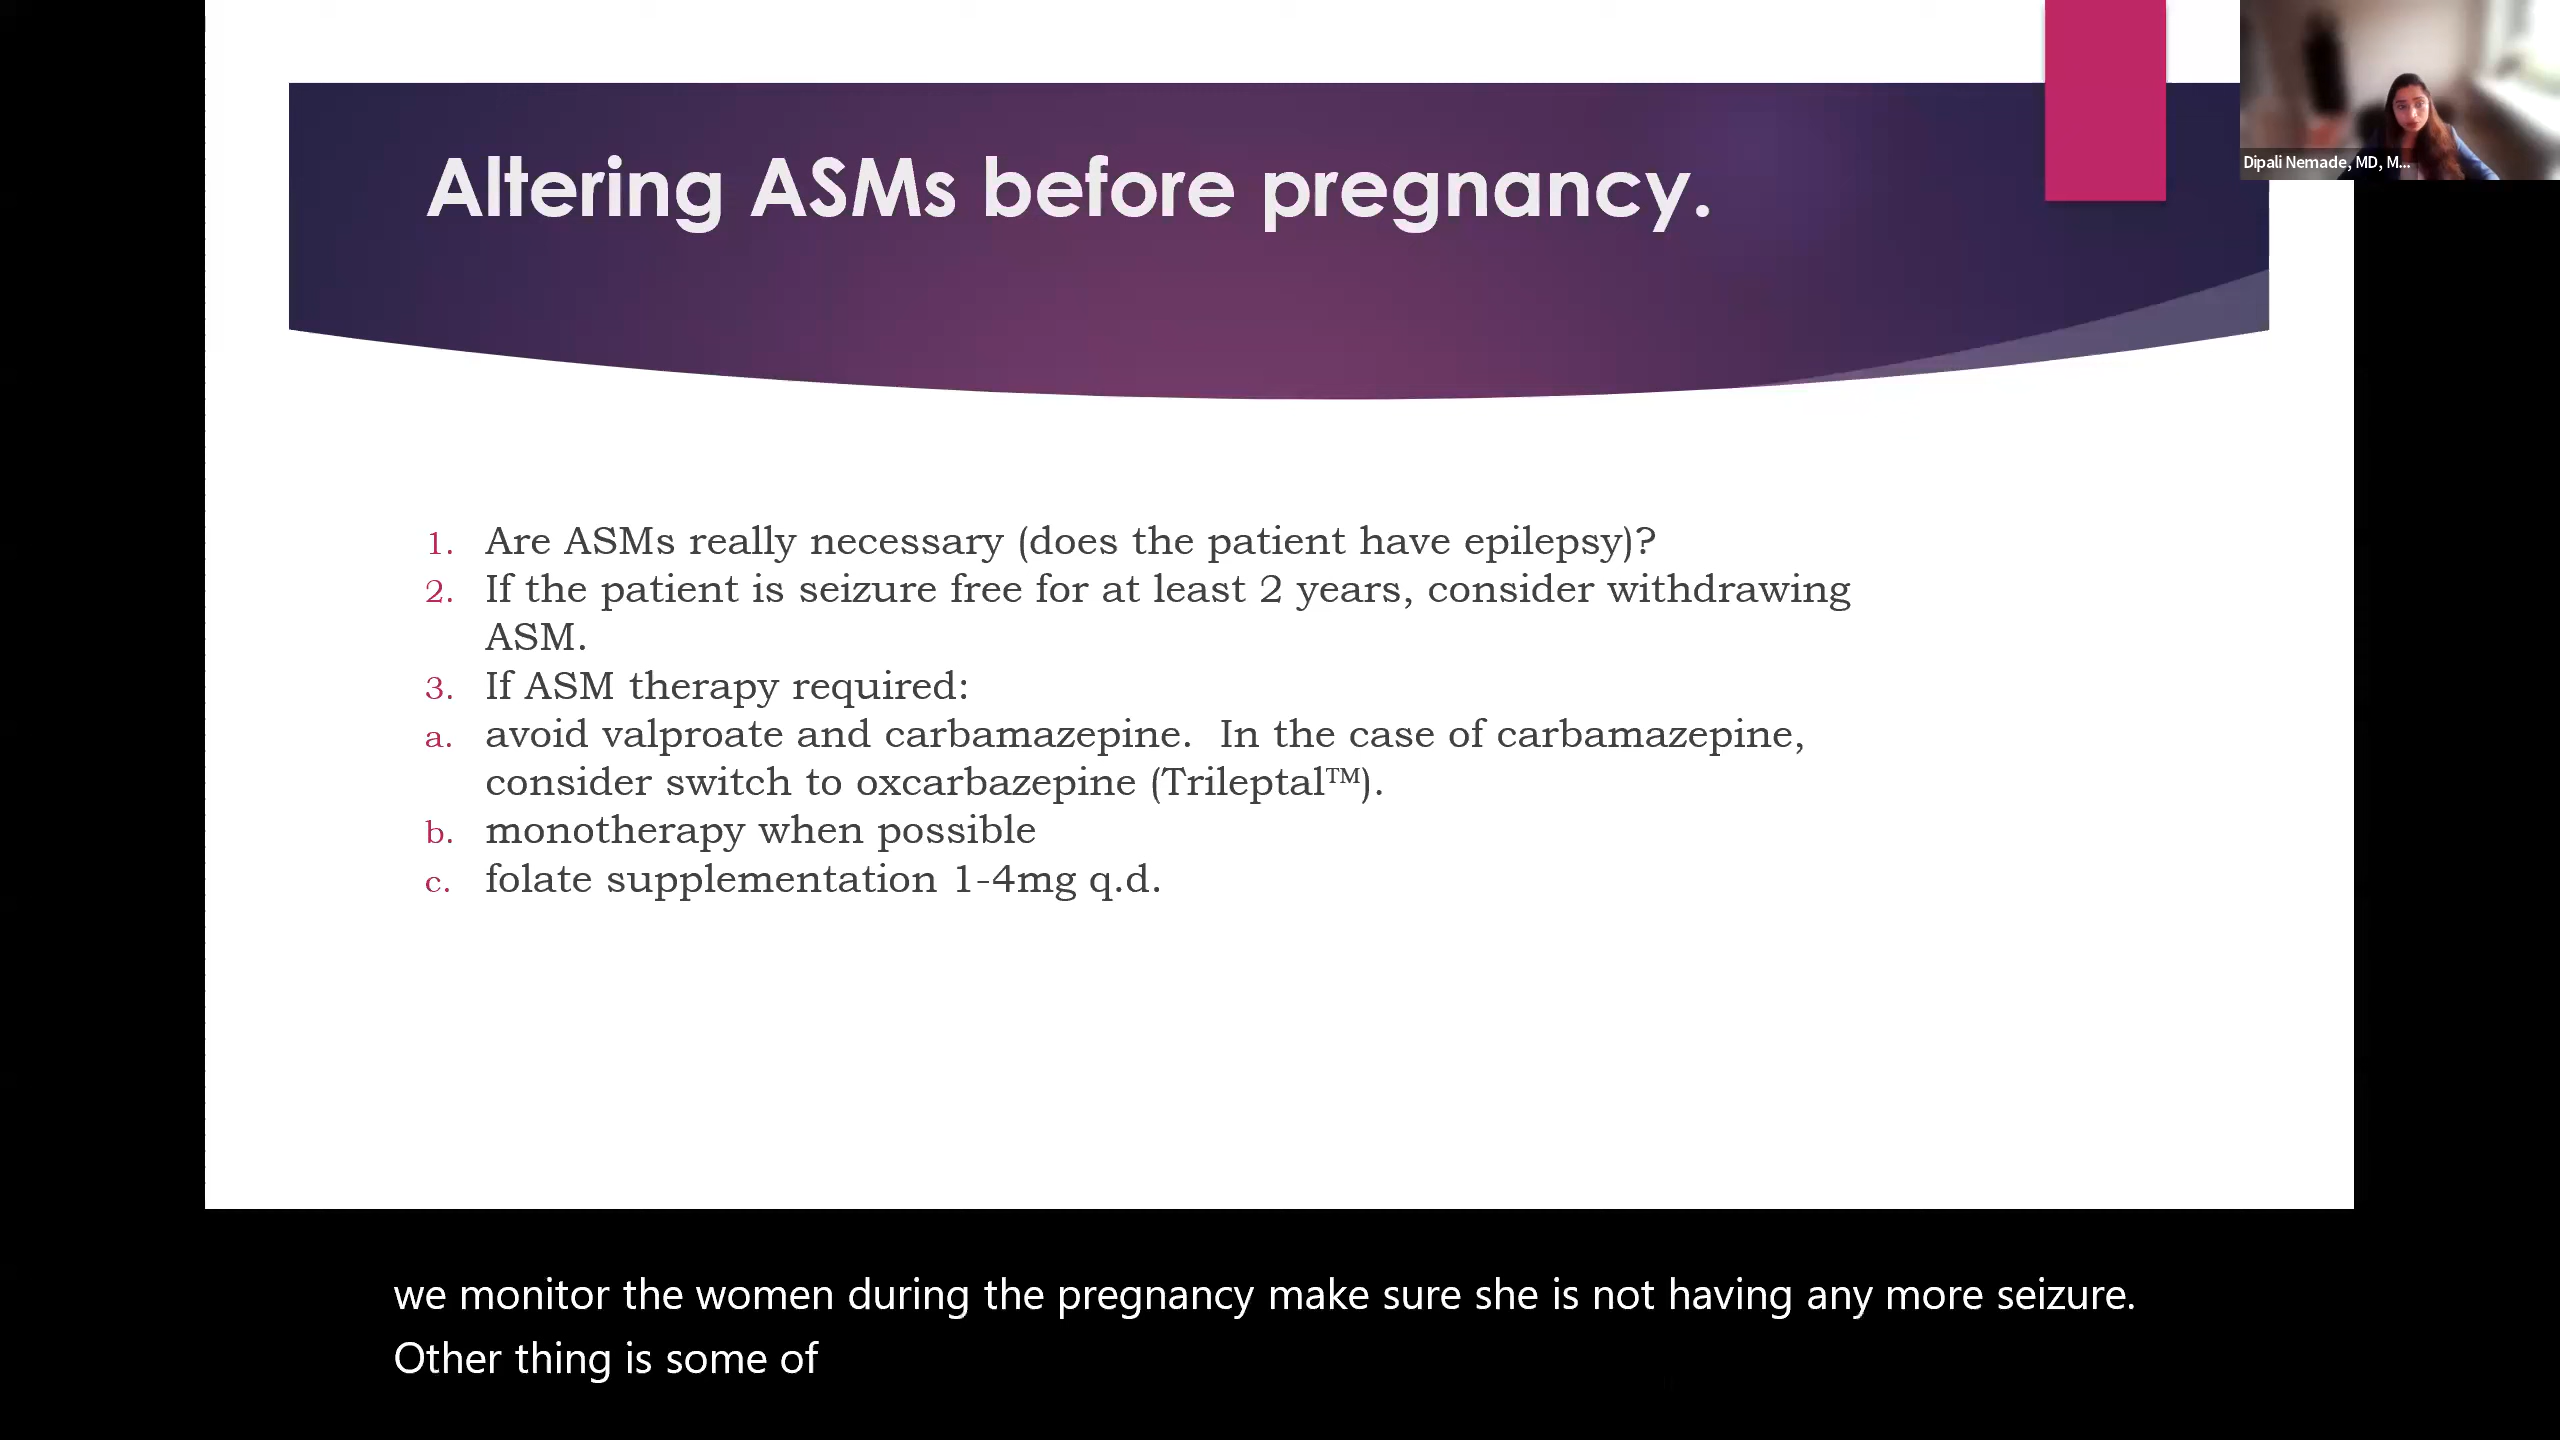 Altering ASMs before pregnancy.
Dipali Nemade, MD, M...
1. Are ASMs really necessary (does the patient have epilepsy)?
2. If the patient is seizure free for at least 2 years, consider withdrawing
ASM.
3. If ASM therapy required:
a. avoid valproate and carbamazepine.  In the case of carbamazepine,
consider switch to oxcarbazepine (Trileptal™).
b. monotherapy when possible
c. folate supplementation 1-4mg q.d.
we monitor the women during the pregnancy make sure she is not having any more seizure.
Other thing is some of